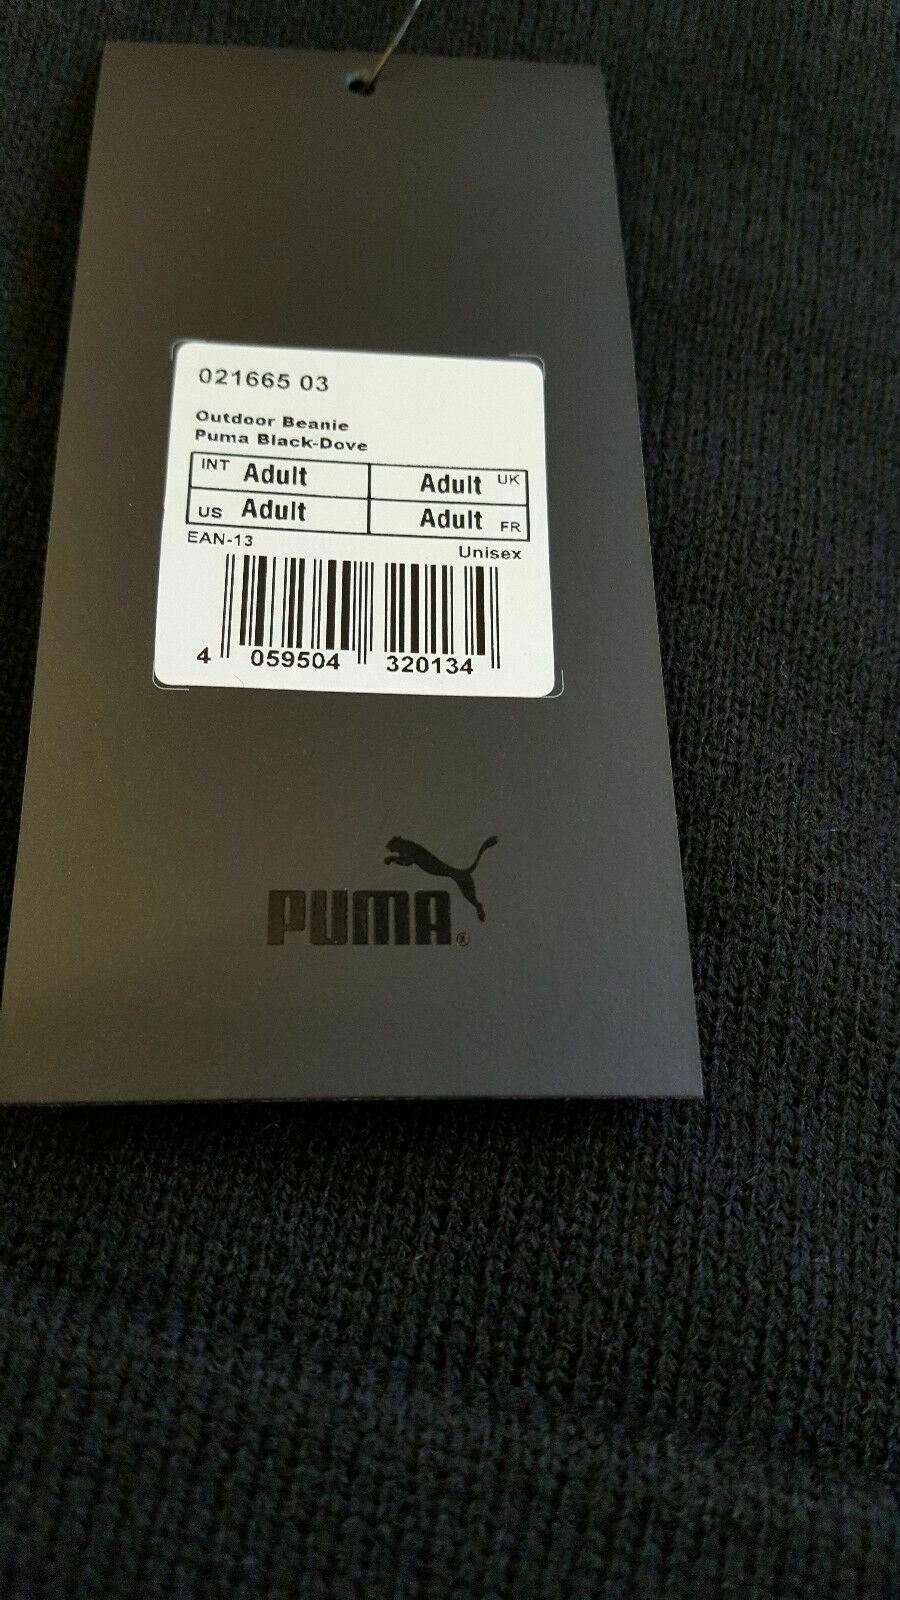 021665 03
Outdoor Beanie
Puma Black-Dove
INT Adult Adult UK
US Adult Adult FR
EAN-13 Unisex
4 059504 320134
PUMA®